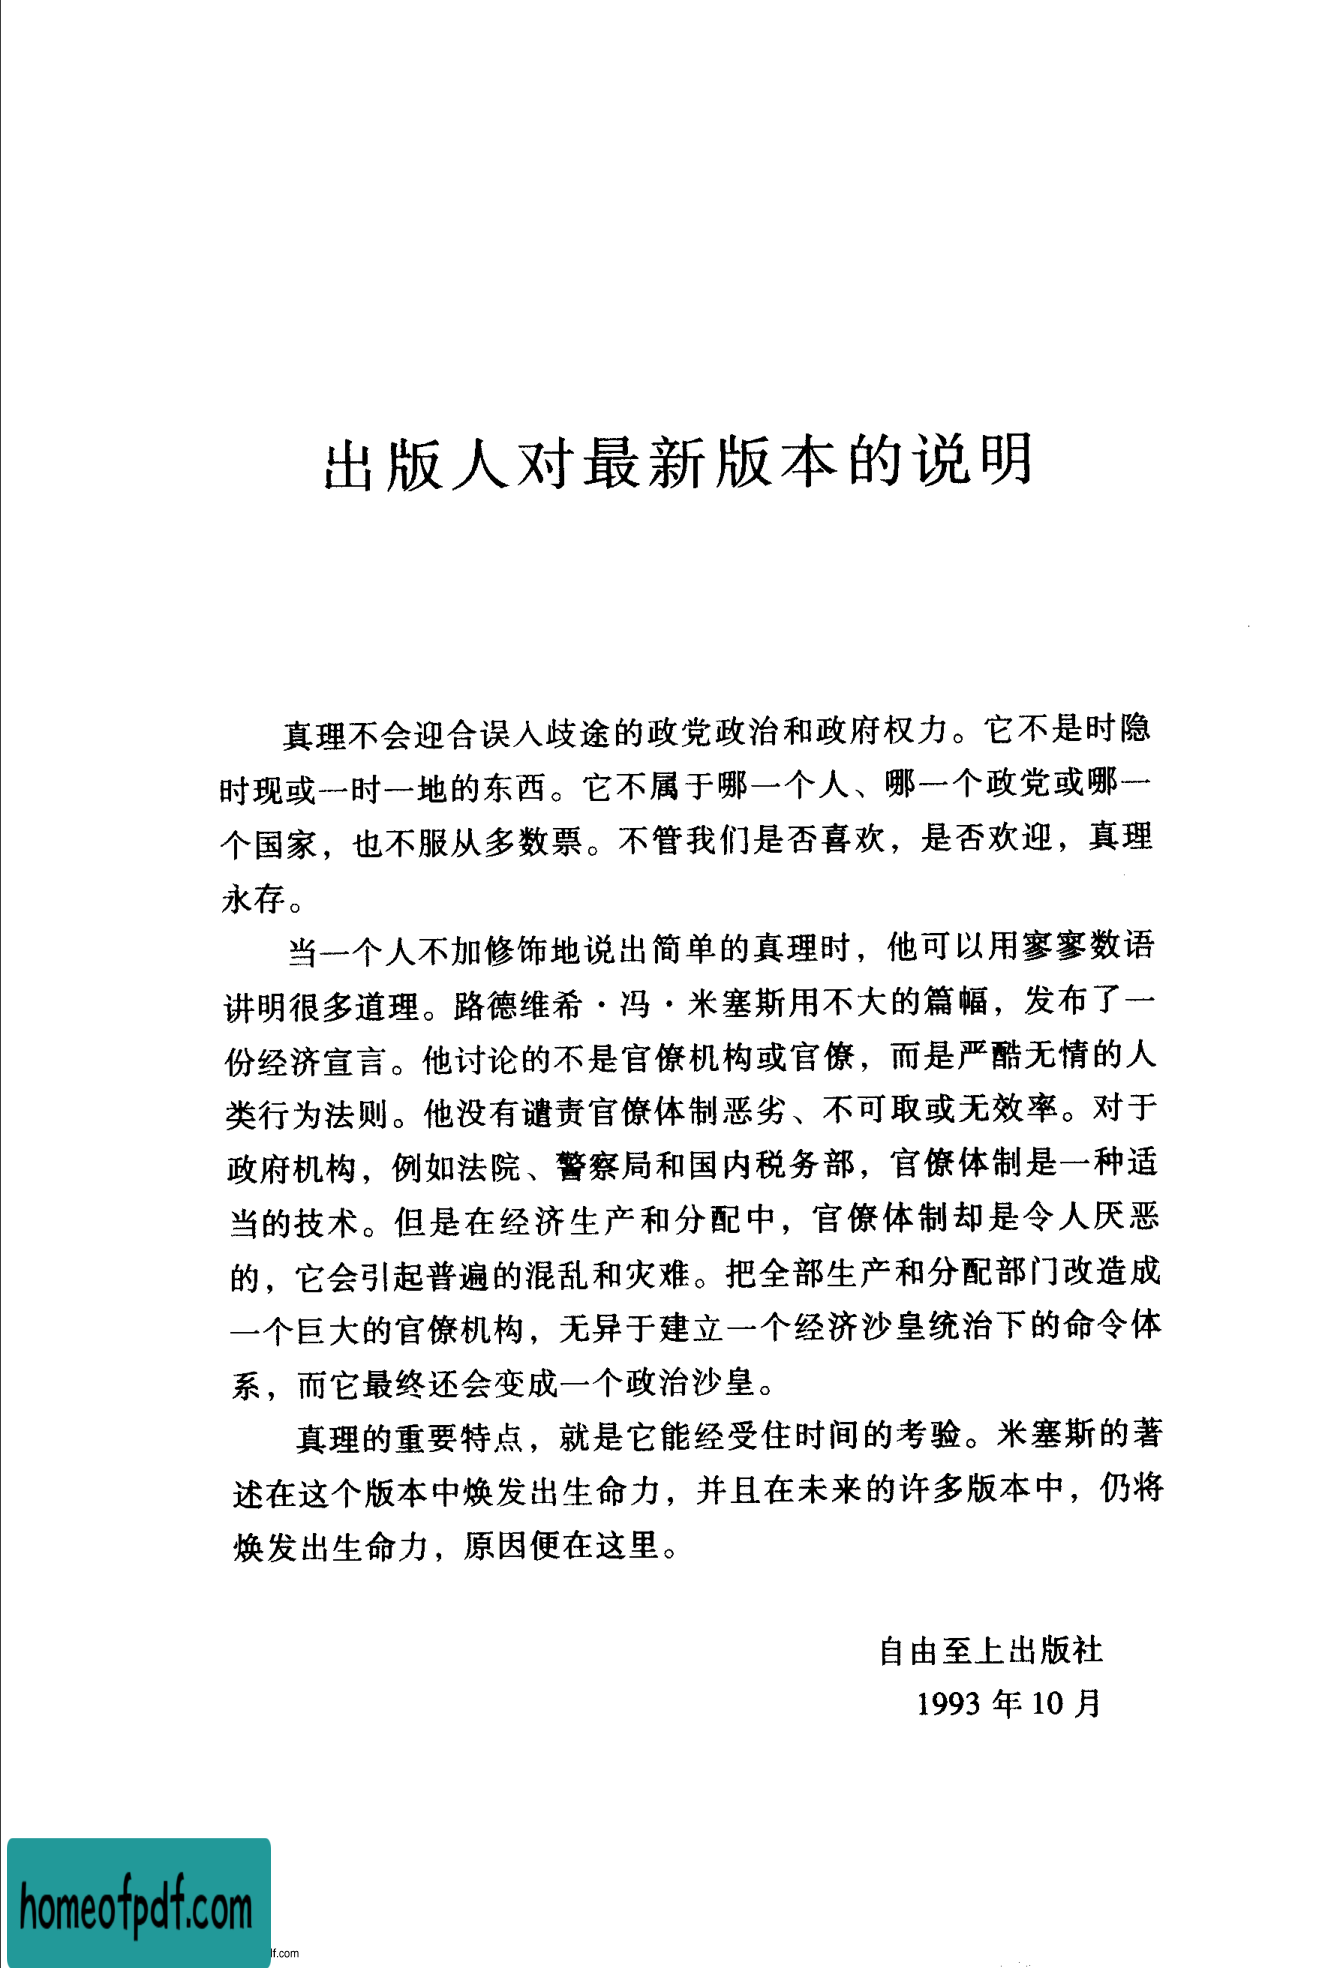 出版人对最新版本的说明
真理不会迎合误入歧途的政党政治和政府权力。它不是时隐
时现或一时一地的东西。它不属于哪一个人、哪一个政党或哪一
个国家，也不服从多数票。不管我们是否喜欢，是否欢迎，真理
永存。
当一个人不加修饰地说出简单的真理时，他可以用寥寥数语
讲明很多道理。路德维希·冯·米塞斯用不大的篇幅，发布了一
份经济宣言。他讨论的不是官僚机构或官僚，而是严酷无情的人
类行为法则。他没有谴责官僚体制恶劣、不可取或无效率。对于
政府机构，例如法院、警察局和国内税务部，官僚体制是一种适
当的技术。但是在经济生产和分配中，官僚体制却是令人厌恶
的，它会引起普遍的混乱和灾难。把全部生产和分配部门改造成
一个巨大的官僚机构，无异于建立一个经济沙皇统治下的命令体
系，而它最终还会变成一个政治沙皇。
真理的重要特点，就是它能经受住时间的考验。米塞斯的著
述在这个版本中焕发出生命力，并且在未来的许多版本中，仍将
焕发出生命力，原因便在这里。
自由至上出版社
1993 年 10 月
homeofpdf.com
lf.com